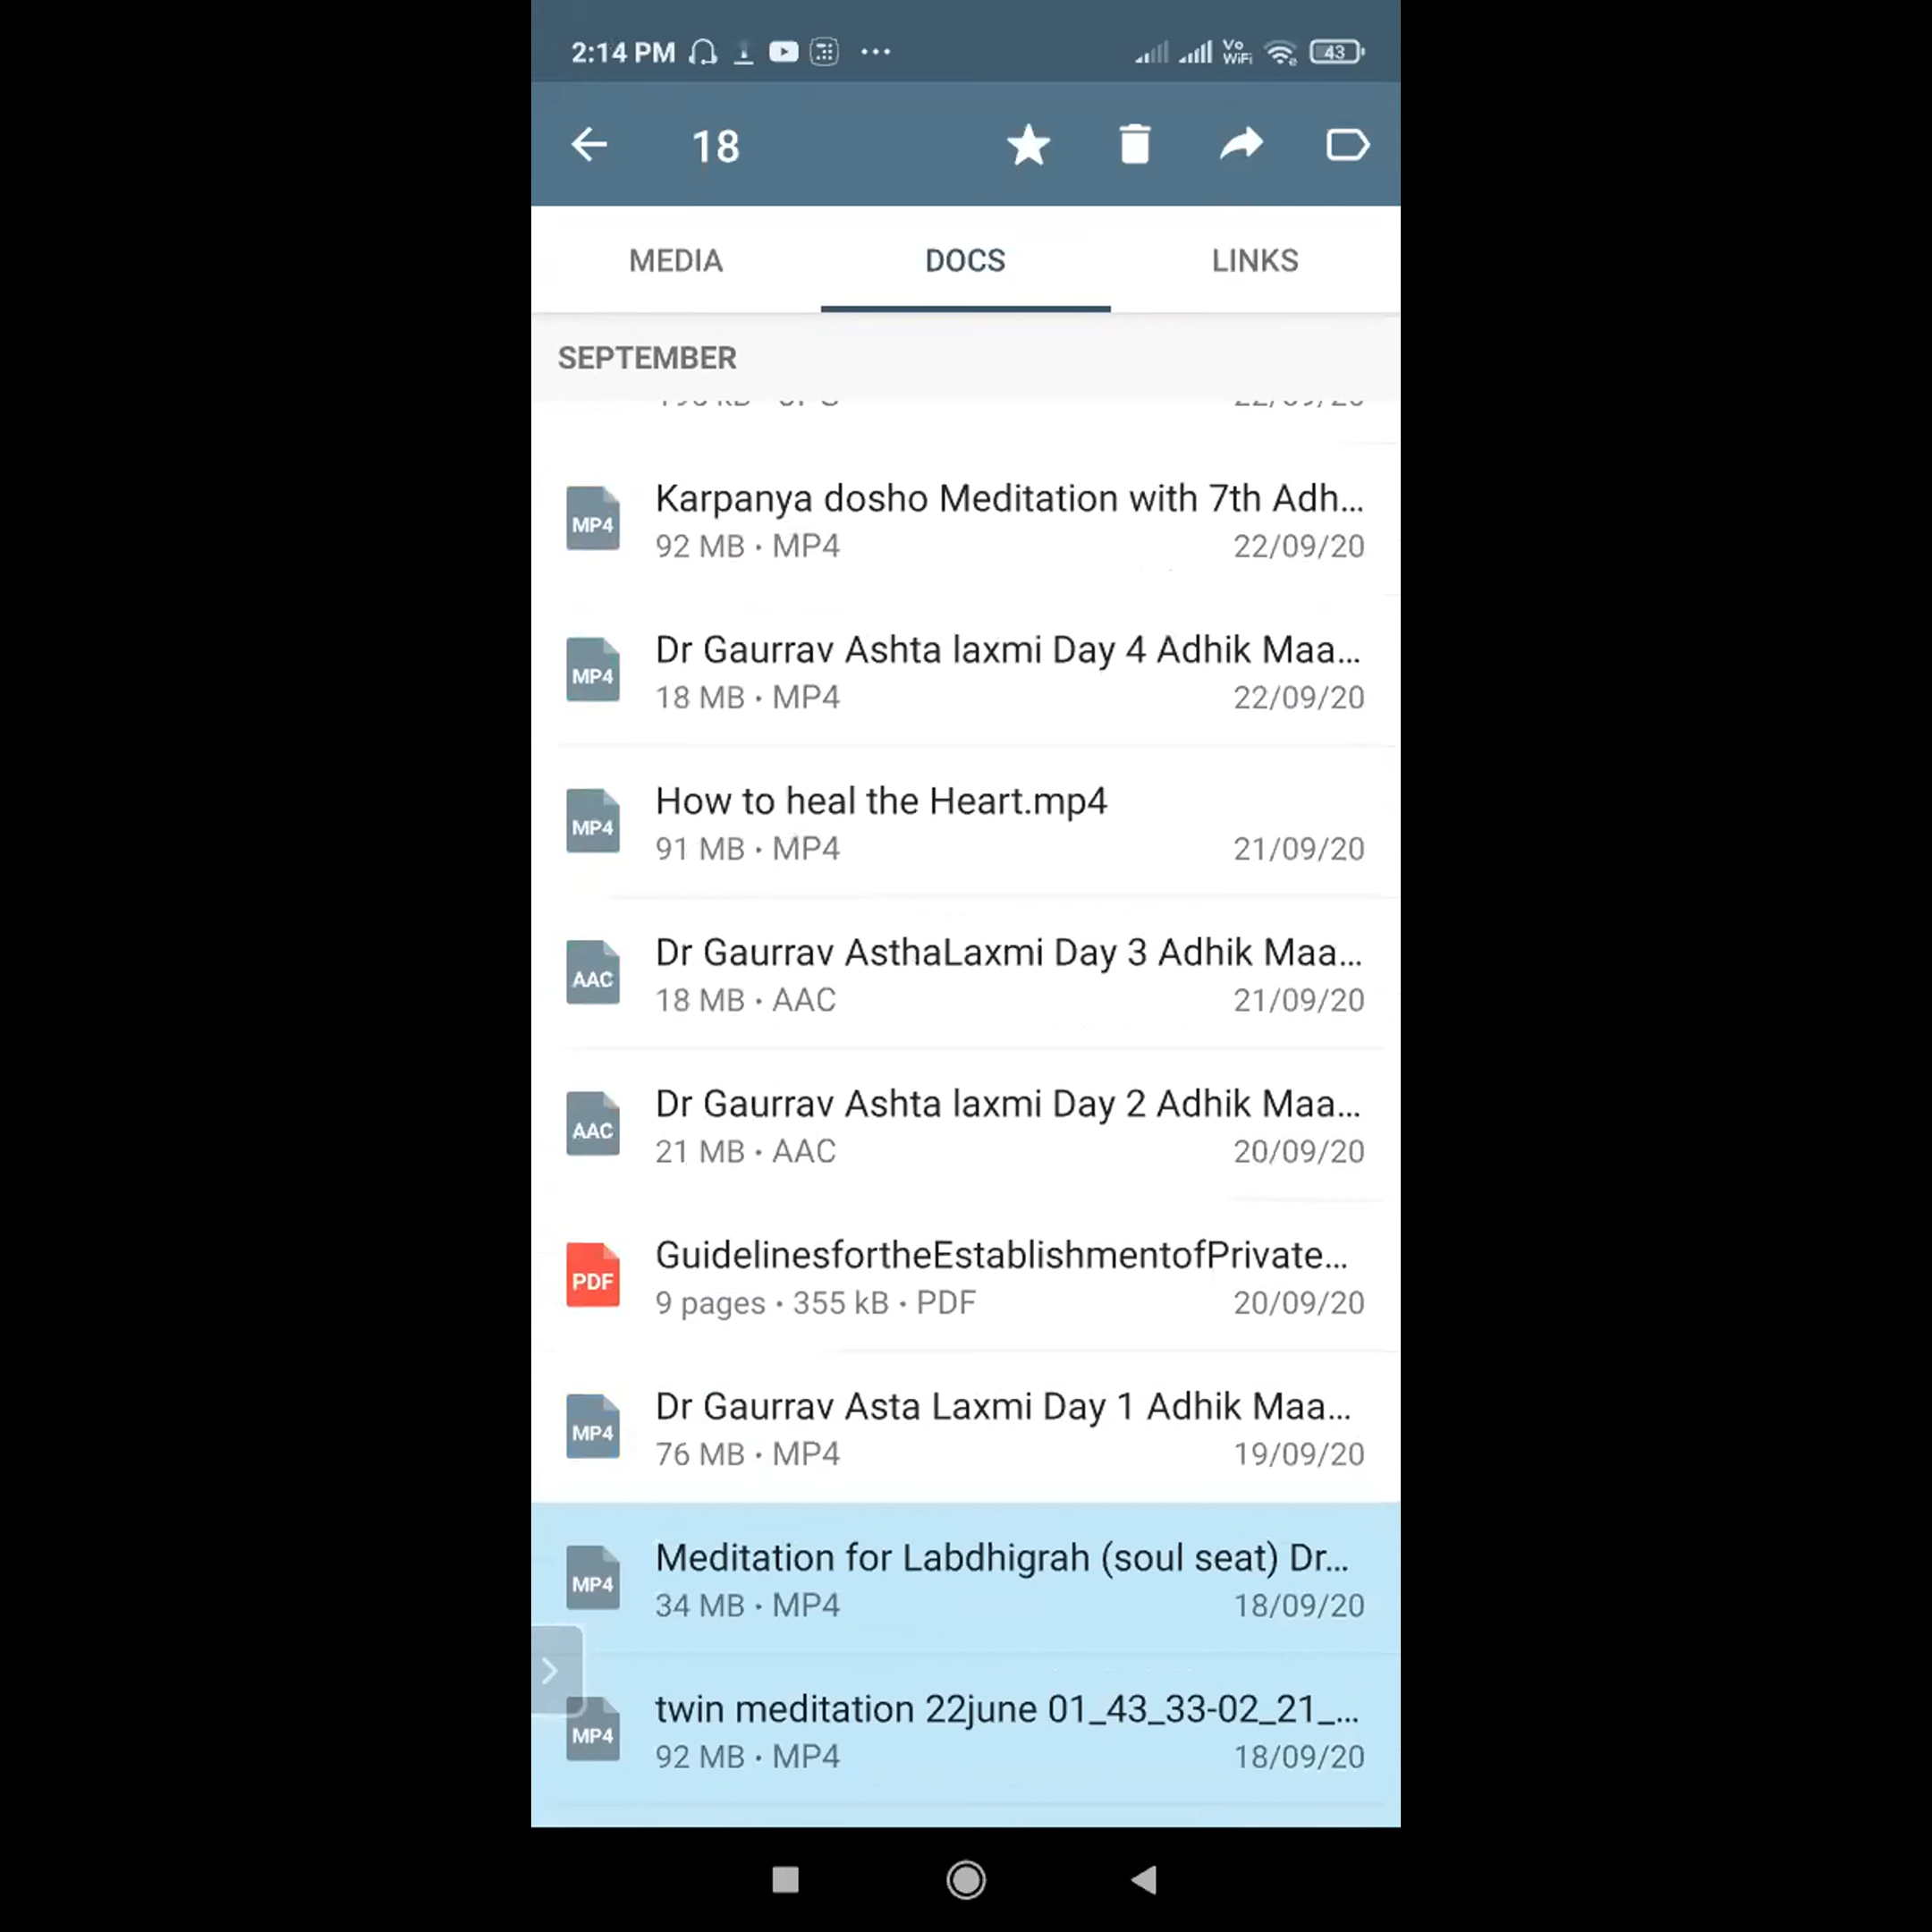 2:14 PM
Vo
WiFi
43
18
MEDIA
DOCS
LINKS
SEPTEMBER
MP4
Karpanya dosho Meditation with 7th Adh...
92 MB • MP4
22/09/20
MP4
Dr Gaurrav Ashta laxmi Day 4 Adhik Maa...
18 MB • MP4
22/09/20
MP4
How to heal the Heart.mp4
91 MB • MP4
21/09/20
AAC
Dr Gaurrav AsthaLaxmi Day 3 Adhik Maa...
18 MB • AAC
21/09/20
AAC
Dr Gaurrav Ashta laxmi Day 2 Adhik Maa...
21 MB • AAC
20/09/20
PDF
GuidelinesfortheEstablishmentofPrivate...
9 pages • 355 kB • PDF
20/09/20
MP4
Dr Gaurrav Asta Laxmi Day 1 Adhik Maa...
76 MB • MP4
19/09/20
MP4
Meditation for Labdhigrah (soul seat) Dr...
34 MB • MP4
18/09/20
MP4
twin meditation 22june 01_43_33-02_21_...
92 MB • MP4
18/09/20